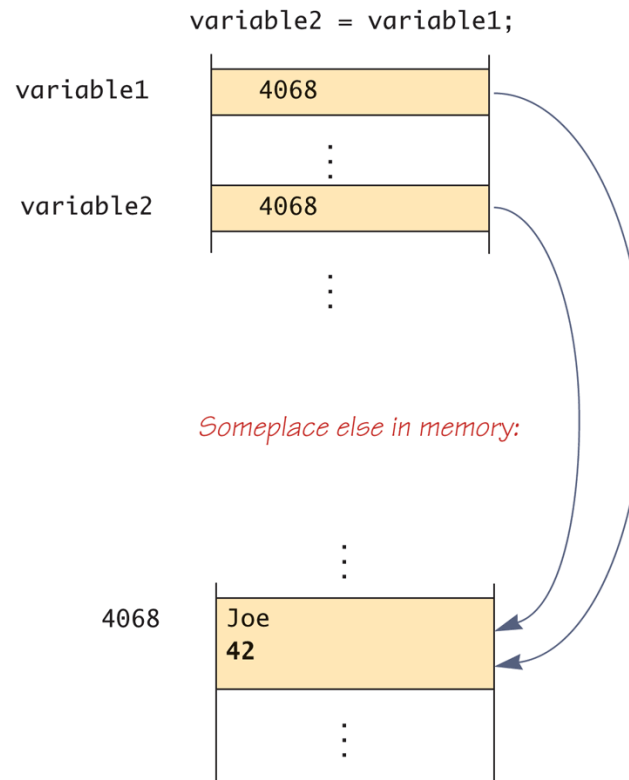 variable2 = variable1;
variable1 4068
variable2 4068
Someplace else in memory:
4068 Joe
42